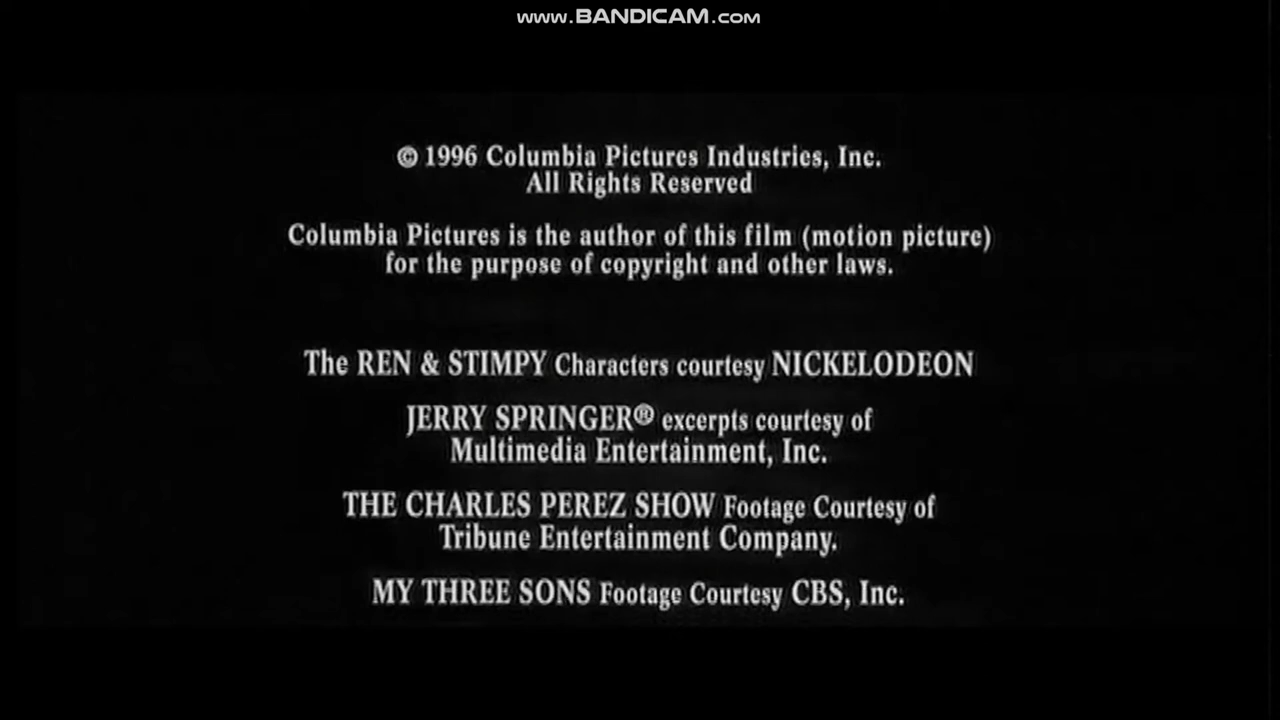 www.BANDICAM.com
© 1996 Columbia Pictures Industries, Inc.
All Rights Reserved
Columbia Pictures is the author of this film (motion picture)
for the purpose of copyright and other laws.
The REN & STIMPY Characters courtesy NICKELODEON
JERRY SPRINGER® excerpts courtesy of
Multimedia Entertainment, Inc.
THE CHARLES PEREZ SHOW Footage Courtesy of
Tribune Entertainment Company.
MY THREE SONS Footage Courtesy CBS, Inc.